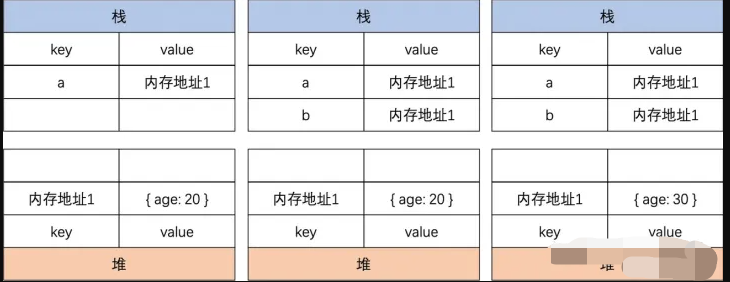 栈 栈 栈
key value key value key value
a 内存地址1 a 内存地址1 a 内存地址1
b 内存地址1 b 内存地址1
内存地址1 { age: 20 } 内存地址1 { age: 20 } 内存地址1 { age: 30 }
key value key value key value
堆 堆 堆